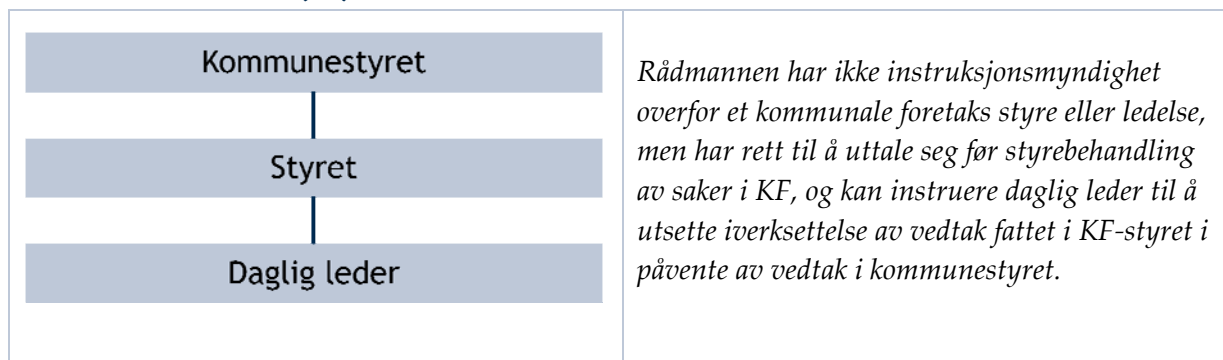 Kommunestyret
Styret
Daglig leder
Rådmannen har ikke instruksjonsmyndighet
overfor et kommunale foretaks styre eller ledelse,
men har rett til å uttale seg før styrebehandling
av saker i KF, og kan instruere daglig leder til å
utsette iverksettelse av vedtak fattet i KF-styret i
påvente av vedtak i kommunestyret.